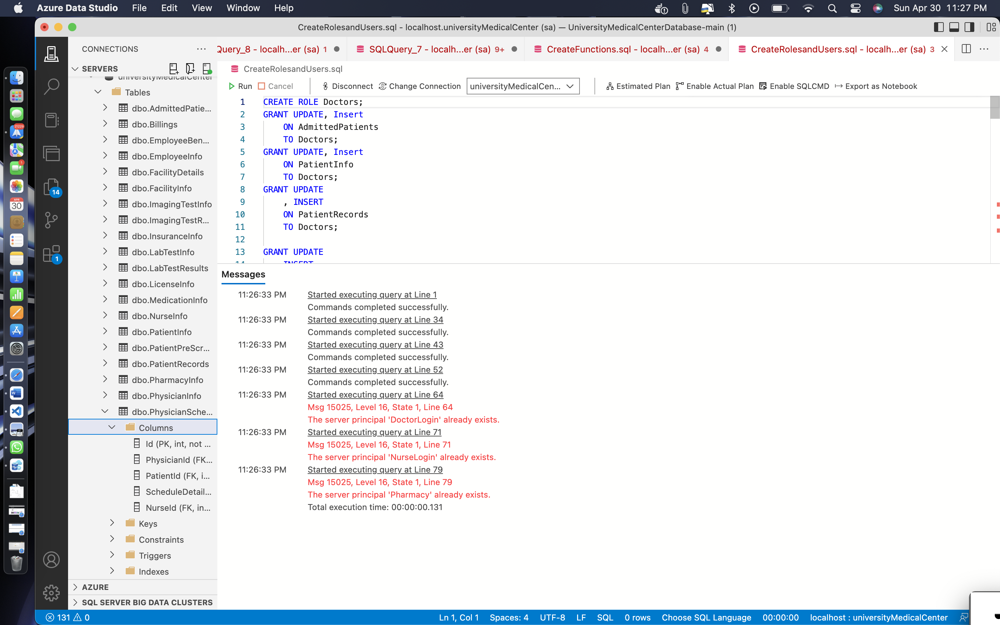 Azure Data Studio File Edit View Window Help Sun Apr 30 11:27 PM
CreateRolesandUsers.sql - localhost.universityMedicalCenter (sa) — UniversityMedicalCenterDatabase-main (1)
CONNECTIONS
Query_8 - localh...er (sa) 1
SQLQuery_7 - localh...er (sa) 9+
CreateFunctions.sql - localh...er (sa) 4
CreateRolesandUsers.sql - localh...er (sa) 3
SERVERS
universityMedicalCenter
Tables
dbo.AdmittedPatie...
dbo.Billings
dbo.EmployeeBen...
dbo.EmployeeInfo
dbo.FacilityDetails
dbo.FacilityInfo
dbo.ImagingTestInfo
dbo.ImagingTestR...
dbo.InsuranceInfo
dbo.LabTestInfo
dbo.LabTestResults
dbo.LicenseInfo
dbo.MedicationInfo
dbo.NurseInfo
dbo.PatientInfo
dbo.PatientPreScr...
dbo.PatientRecords
dbo.PharmacyInfo
dbo.PhysicianInfo
dbo.PhysicianSche...
Columns
Id (PK, int, not ...
PhysicianId (FK...
PatientId (FK, i...
ScheduleDetail...
NurseId (FK, in...
Keys
Constraints
Triggers
Indexes
AZURE
SQL SERVER BIG DATA CLUSTERS
21229
1
APR
30
14
1
CreateRolesandUsers.sql
Run Cancel Disconnect Change Connection universityMedicalCen... Estimated Plan Enable Actual Plan Enable SQLCMD Export as Notebook
1 CREATE ROLE Doctors;
2 GRANT UPDATE, Insert
3 ON AdmittedPatients
4 TO Doctors;
5 GRANT UPDATE, Insert
6 ON PatientInfo
7 TO Doctors;
8 GRANT UPDATE
9 , INSERT
10 ON PatientRecords
11 TO Doctors;
12
13 GRANT UPDATE
14 INSERT
Messages
11:26:33 PM Started executing query at Line 1
Commands completed successfully.
11:26:33 PM Started executing query at Line 34
Commands completed successfully.
11:26:33 PM Started executing query at Line 43
Commands completed successfully.
11:26:33 PM Started executing query at Line 52
Commands completed successfully.
11:26:33 PM Started executing query at Line 64
Msg 15025, Level 16, State 1, Line 64
The server principal 'DoctorLogin' already exists.
11:26:33 PM Started executing query at Line 71
Msg 15025, Level 16, State 1, Line 71
The server principal 'NurseLogin' already exists.
11:26:33 PM Started executing query at Line 79
Msg 15025, Level 16, State 1, Line 79
The server principal 'Pharmacy' already exists.
Total execution time: 00:00:00.131
131 0 Ln 1, Col 1 Spaces: 4 UTF-8 LF SQL 0 rows Choose SQL Language 00:00:00 localhost : universityMedicalCenter